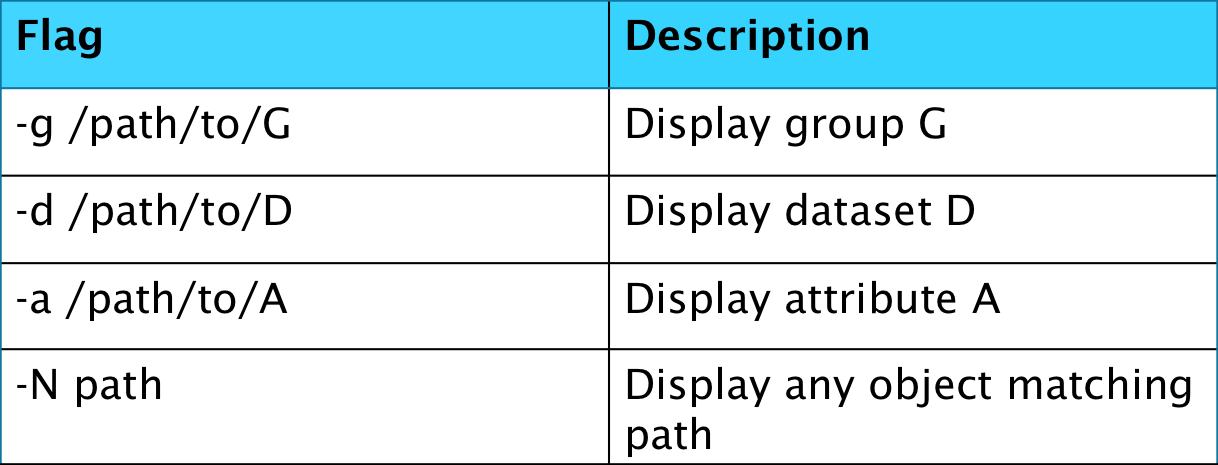 Flag Description
-g /path/to/G Display group G
-d /path/to/D Display dataset D
-a /path/to/A Display attribute A
-N path Display any object matching
path